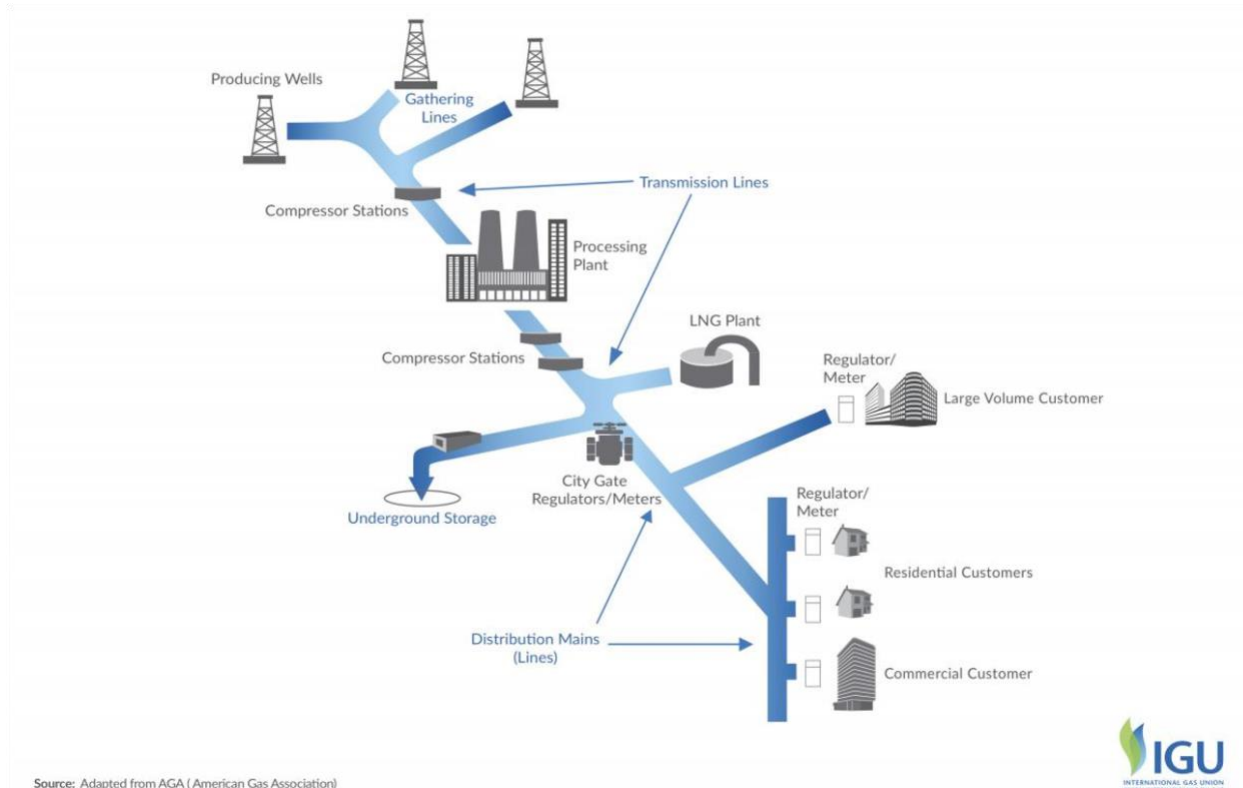 Producing Wells
Gathering
Lines
Transmission Lines
Compressor Stations
Processing
Plant
LNG Plant
Compressor Stations
Regulator/
Meter
Large Volume Customer
City Gate
Regulators/Meters
Regulator/
Meter
Underground Storage
Residential Customers
Distribution Mains
(Lines)
Commercial Customer
IGU
INTERNATIONAL GAS UNION
Source: Adapted from AGA ( American Gas Association)